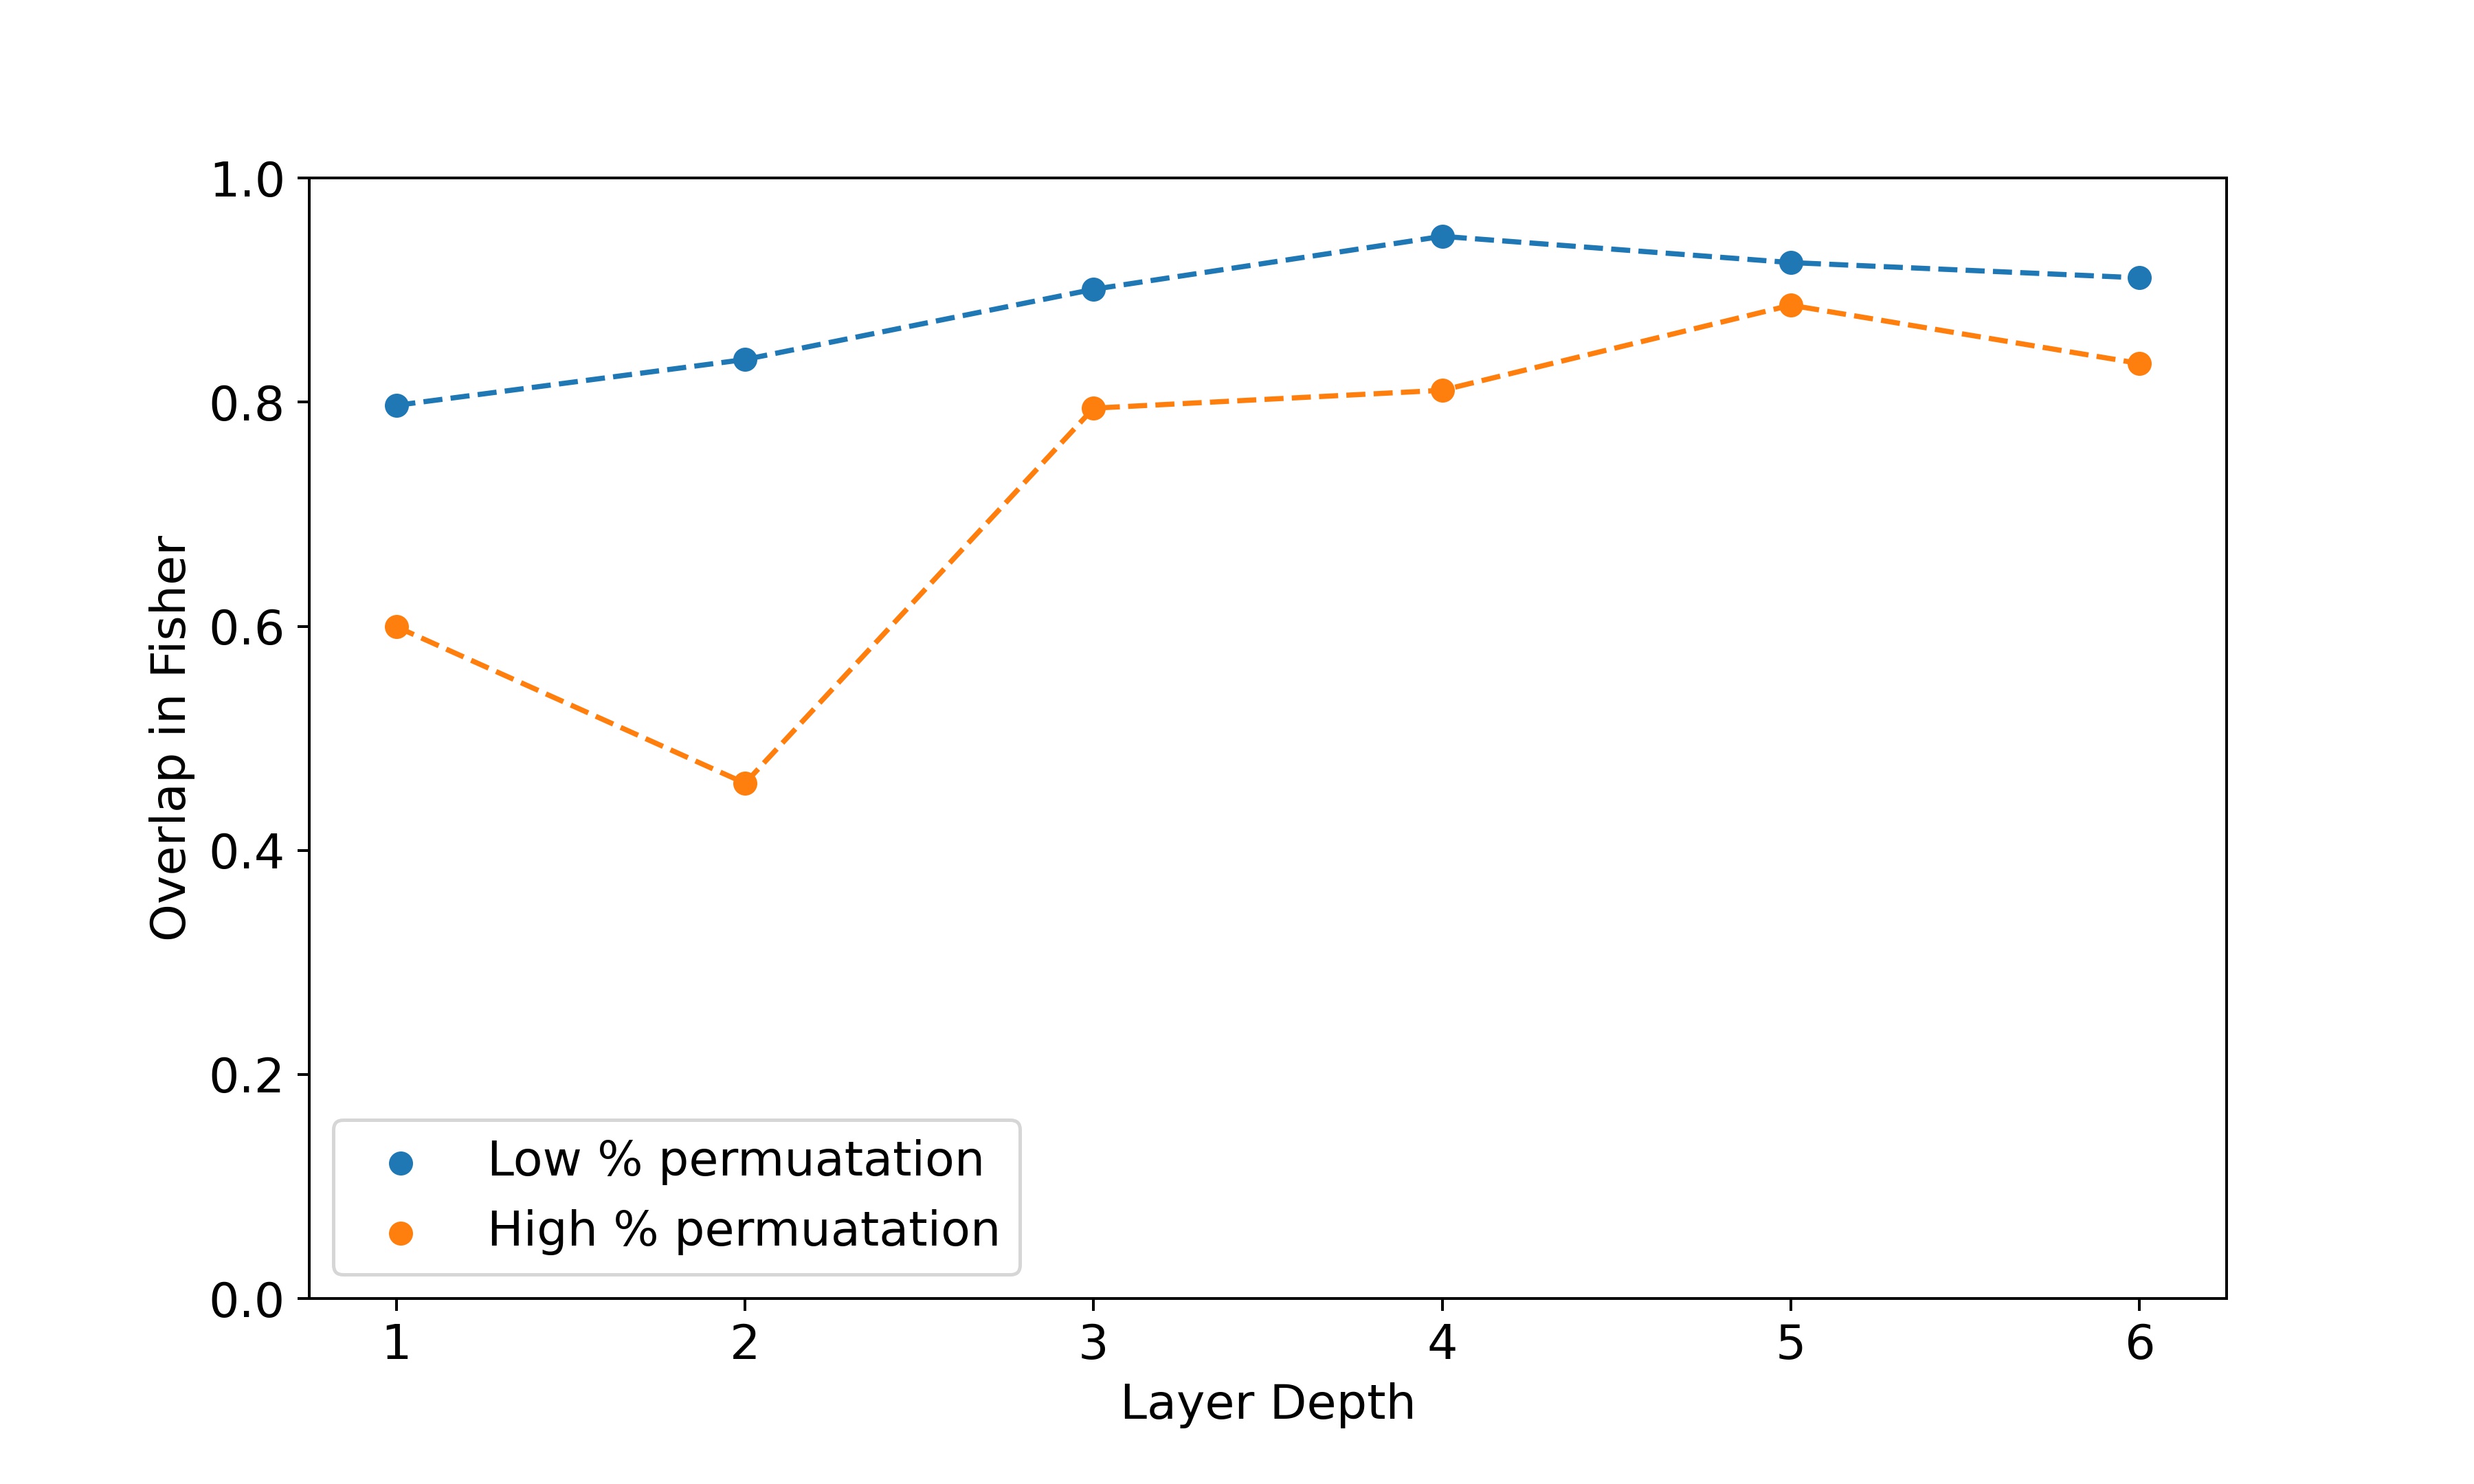 1.0
0.8
0.6
0.4
0.2
0.0
Overlap in Fisher
Low % permuatation
High % permuatation
1 2 3 4 5 6
Layer Depth